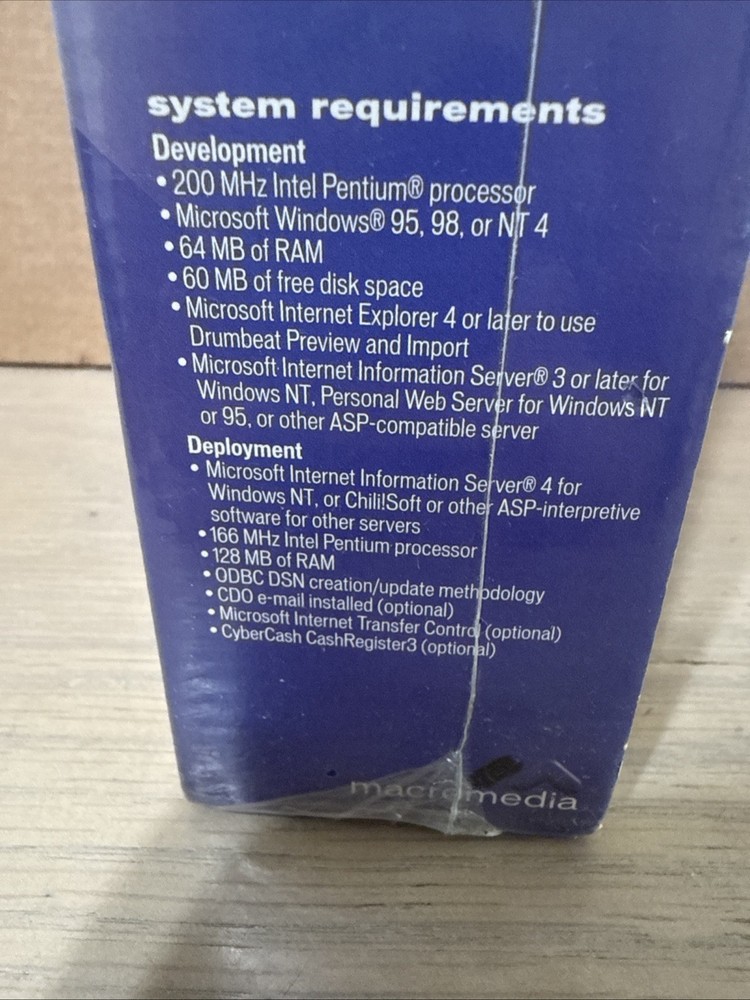 system requirements
Development
• 200 MHz Intel Pentium® processor
• Microsoft Windows® 95, 98, or NT 4
• 64 MB of RAM
• 60 MB of free disk space
• Microsoft Internet Explorer 4 or later to use
Drumbeat Preview and Import
• Microsoft Internet Information Server® 3 or later for
Windows NT, Personal Web Server for Windows NT
or 95, or other ASP-compatible server
Deployment
• Microsoft Internet Information Server® 4 for
Windows NT, or Chili!Soft or other ASP-interpretive
software for other servers
• 166 MHz Intel Pentium processor
• 128 MB of RAM
• ODBC DSN creation/update methodology
• CDO e-mail installed (optional)
• Microsoft Internet Transfer Control (optional)
• CyberCash CashRegister3 (optional)
macromedia